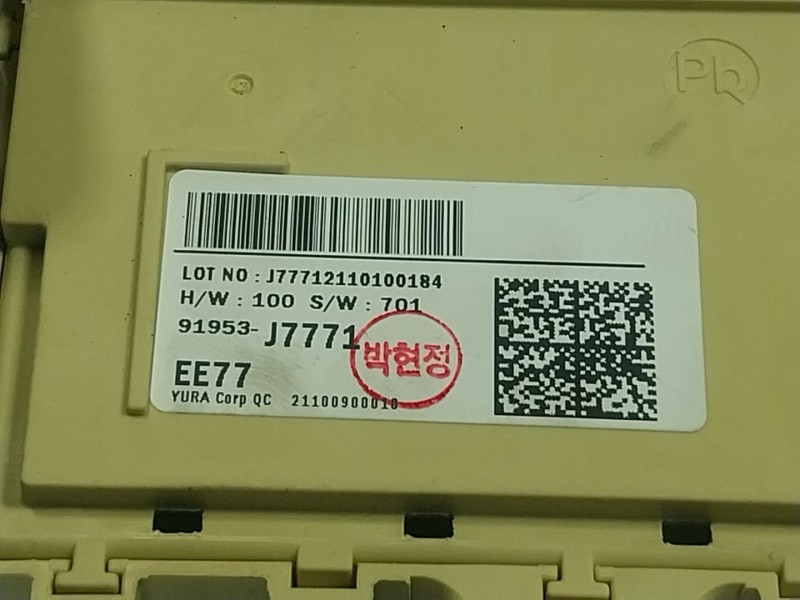 Pb
LOT NO : J77712110100184
H/W : 100 S/W : 701
91953-J7771
박현정
EE77
YURA Corp QC 21100900010